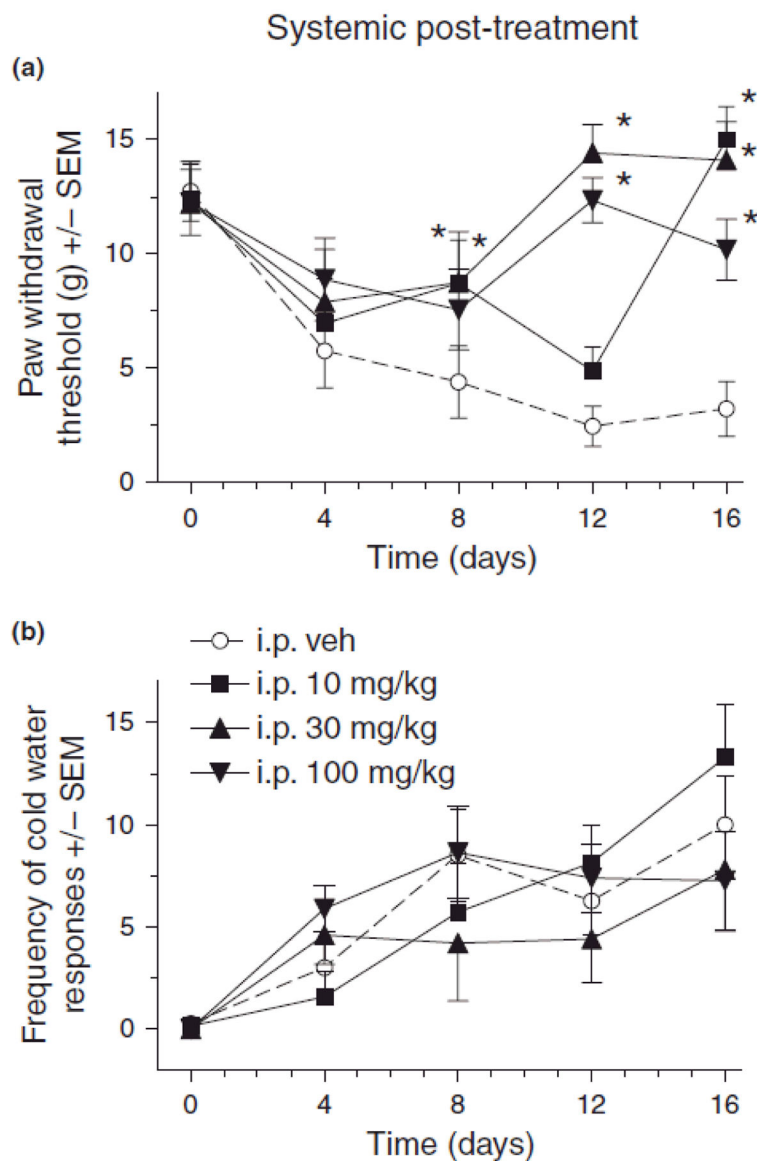 Systemic post-treatment
(a)
Paw withdrawal
threshold (g) +/– SEM
15
10
5
0
* * * * * * *
0 4 8 12 16
Time (days)
(b)
i.p. veh
i.p. 10 mg/kg
i.p. 30 mg/kg
i.p. 100 mg/kg
Frequency of cold water
responses +/– SEM
15
10
5
0
0 4 8 12 16
Time (days)